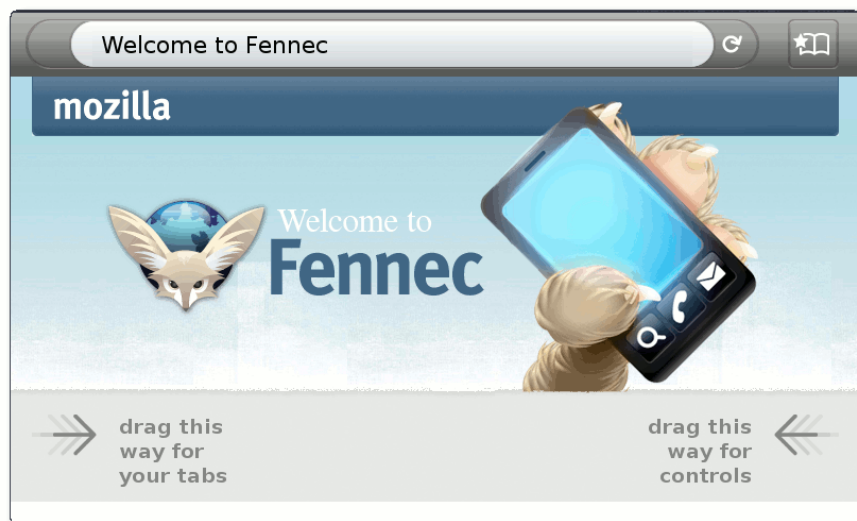 Welcome to Fennec
mozilla
Welcome to
Fennec
drag this
way for
your tabs
drag this
way for
controls